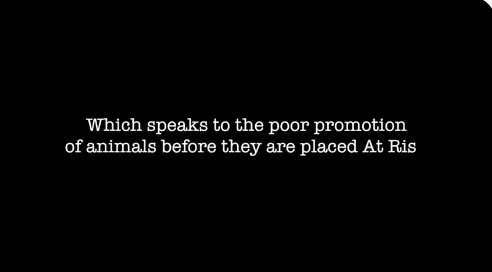 Which speaks to the poor promotion
of animals before they are placed At Ris